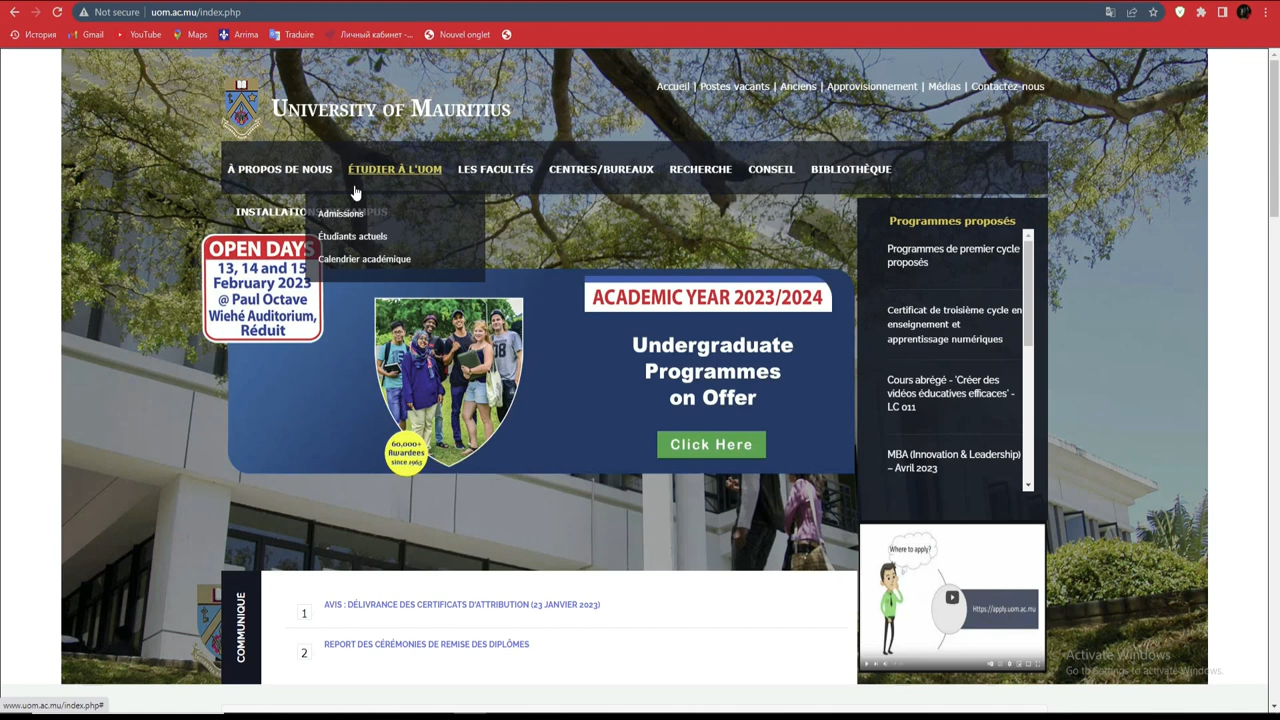 Not secure | uom.ac.mu/index.php
История Gmail YouTube Maps Arrima Traduire Личный кабинет -... Nouvel onglet
UNIVERSITY OF MAURITIUS
Accueil | Postes vacants | Anciens | Approvisionnement | Médias | Contactez-nous
À PROPOS DE NOUS ÉTUDIER À L'UOM LES FACULTÉS CENTRES/BUREAUX RECHERCHE CONSEIL BIBLIOTHÈQUE
INSTALLATIONS CAMPUS
Admissions
Étudiants actuels
Calendrier académique
OPEN DAYS
13, 14 and 15
February 2023
@ Paul Octave
Wiehé Auditorium,
Réduit
ACADEMIC YEAR 2023/2024
Undergraduate
Programmes
on Offer
Click Here
60,000+
Awardees
since 1965
Programmes proposés
Programmes de premier cycle
proposés
Certificat de troisième cycle en
enseignement et
apprentissage numériques
Cours abrégé - 'Créer des
vidéos éducatives efficaces' -
LC 011
MBA (Innovation & Leadership)
– Avril 2023
Where to apply?
Https://apply.uom.ac.mu
COMMUNIQUE
1 AVIS : DÉLIVRANCE DES CERTIFICATS D'ATTRIBUTION (23 JANVIER 2023)
2 REPORT DES CÉRÉMONIES DE REMISE DES DIPLÔMES
Activate Windows
Go to Settings to activate Windows.
www.uom.ac.mu/index.php#